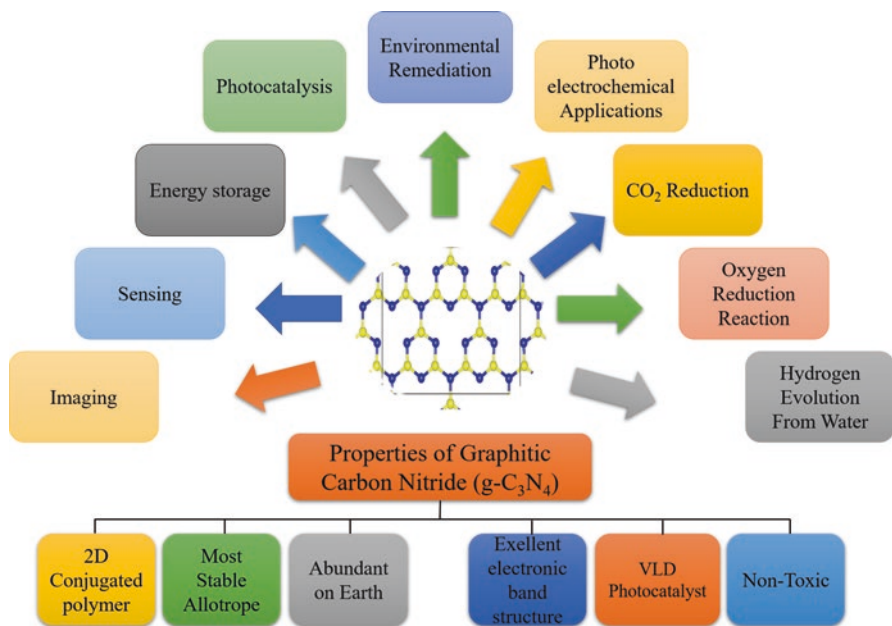 Environmental
Remediation
Photocatalysis
Photo
electrochemical
Applications
Energy storage
CO₂ Reduction
Sensing
Oxygen
Reduction
Reaction
Imaging
Hydrogen
Evolution
From Water
Properties of Graphitic
Carbon Nitride (g-C₃N₄)
2D
Conjugated
polymer
Most
Stable
Allotrope
Abundant
on Earth
Exellent
electronic
band
structure
VLD
Photocatalyst
Non-Toxic